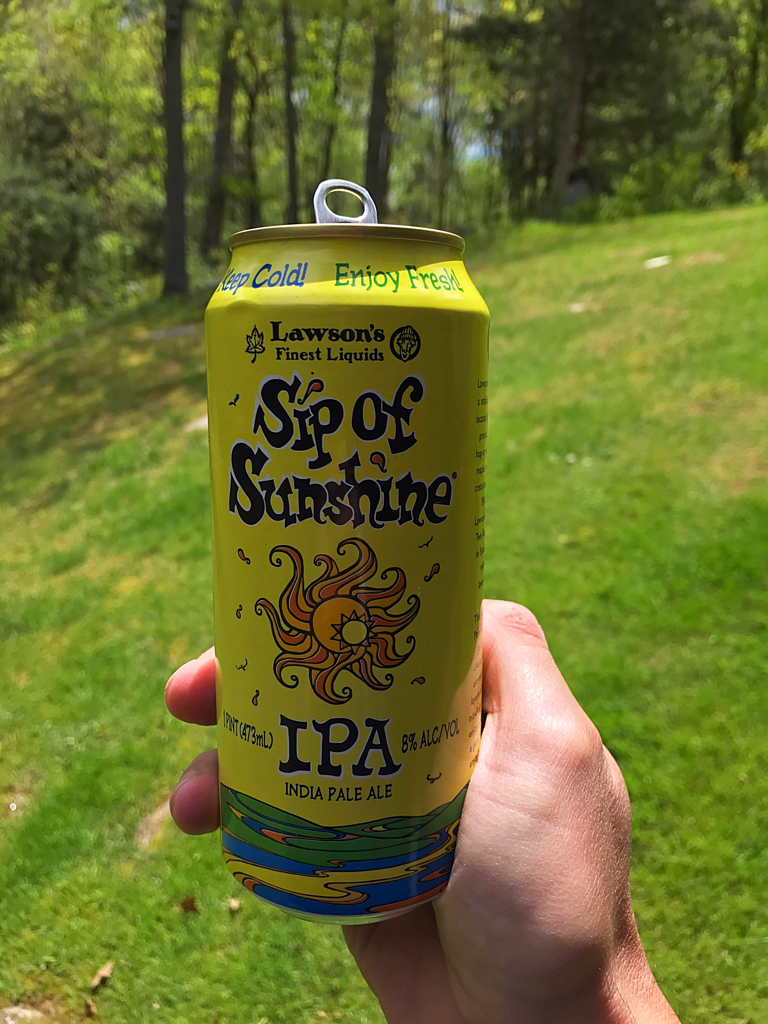 Keep Cold! Enjoy Fresh!
Lawson's
Finest Liquids
Sip of
Sunshine®
1 PINT (473mL)
IPA
8% ALC/VOL
INDIA PALE ALE